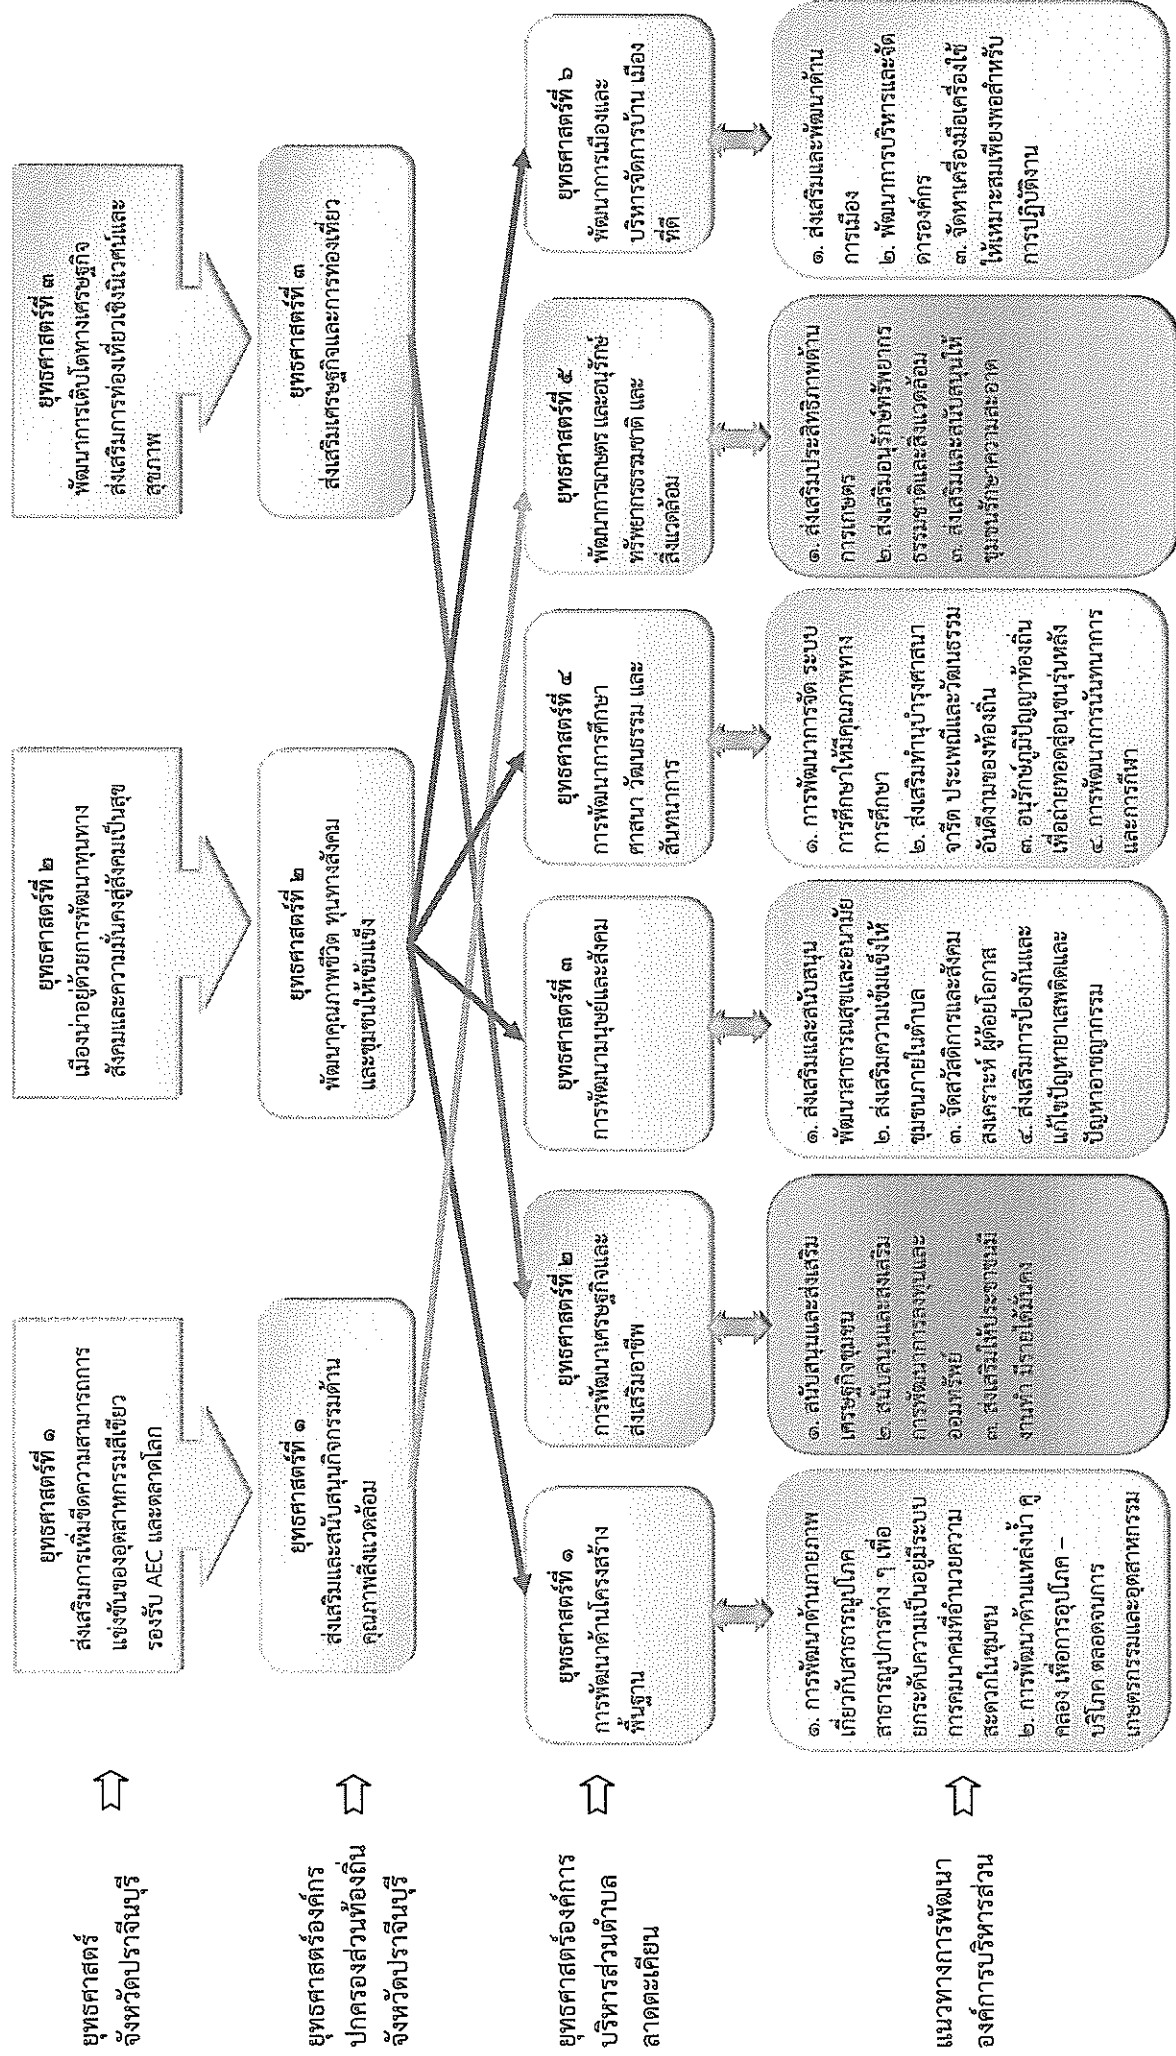 ยุทธศาสตร์
จังหวัดปราจีนบุรี
ยุทธศาสตร์ที่ ๑
ส่งเสริมการเพิ่มขีดความสามารถการ
แข่งขันของอุตสาหกรรมสีเขียว
รองรับ AEC และตลาดโลก
ยุทธศาสตร์ที่ ๒
เมืองน่าอยู่ด้วยการพัฒนาทุนทาง
สังคมและความมั่นคงสู่สังคมเป็นสุข
ยุทธศาสตร์ที่ ๓
พัฒนาการเติบโตทางเศรษฐกิจ
ส่งเสริมการท่องเที่ยวเชิงนิเวศน์และ
สุขภาพ
ยุทธศาสตร์องค์กร
ปกครองส่วนท้องถิ่น
จังหวัดปราจีนบุรี
ยุทธศาสตร์ที่ ๑
ส่งเสริมและสนับสนุนกิจกรรมด้าน
คุณภาพสิ่งแวดล้อม
ยุทธศาสตร์ที่ ๒
พัฒนาคุณภาพชีวิต ทุนทางสังคม
และชุมชนให้เข้มแข็ง
ยุทธศาสตร์ที่ ๓
ส่งเสริมเศรษฐกิจและการท่องเที่ยว
ยุทธศาสตร์องค์การ
บริหารส่วนตำบล
ลาดตะเคียน
ยุทธศาสตร์ที่ ๑
การพัฒนาด้านโครงสร้าง
พื้นฐาน
ยุทธศาสตร์ที่ ๒
การพัฒนาเศรษฐกิจและ
ส่งเสริมอาชีพ
ยุทธศาสตร์ที่ ๓
การพัฒนามนุษย์และสังคม
ยุทธศาสตร์ที่ ๔
การพัฒนาการศึกษา
ศาสนา วัฒนธรรม และ
สันทนาการ
ยุทธศาสตร์ที่ ๕
พัฒนาการเกษตร และอนุรักษ์
ทรัพยากรธรรมชาติ และ
สิ่งแวดล้อม
ยุทธศาสตร์ที่ ๖
พัฒนาการเมืองและ
บริหารจัดการบ้าน เมือง
ที่ดี
แนวทางการพัฒนา
องค์การบริหารส่วน
๑. การพัฒนาด้านกายภาพ
เกี่ยวกับสาธารณูปโภค
สาธารณูปการต่าง ๆ เพื่อ
ยกระดับความเป็นอยู่มีระบบ
การคมนาคมที่อำนวยความ
สะดวกในชุมชน
๒. การพัฒนาด้านแหล่งน้ำ คู
คลอง เพื่อการอุปโภค –
บริโภค ตลอดจนการ
เกษตรกรรมและอุตสาหกรรม
๑. สนับสนุนและส่งเสริม
เศรษฐกิจชุมชน
๒. สนับสนุนและส่งเสริม
การพัฒนาการลงทุนและ
ออมทรัพย์
๓. ส่งเสริมให้ประชาชนมี
งานทำ มีรายได้มั่นคง
๑. ส่งเสริมและสนับสนุน
พัฒนาสาธารณสุขและอนามัย
๒. ส่งเสริมความเข้มแข็งให้
ชุมชนภายในตำบล
๓. จัดสวัสดิการและสังคม
สงเคราะห์ ผู้ด้อยโอกาส
๔. ส่งเสริมการป้องกันและ
แก้ไขปัญหายาเสพติดและ
ปัญหาอาชญากรรม
๑. การพัฒนาการจัด ระบบ
การศึกษาให้มีคุณภาพทาง
การศึกษา
๒. ส่งเสริมทำนุบำรุงศาสนา
จารีต ประเพณีและวัฒนธรรม
อันดีงามของท้องถิ่น
๓. อนุรักษ์ภูมิปัญญาท้องถิ่น
เพื่อถ่ายทอดสู่อนุชนรุ่นหลัง
๔. การพัฒนาการนันทนาการ
และการกีฬา
๑. ส่งเสริมประสิทธิภาพด้าน
การเกษตร
๒. ส่งเสริมอนุรักษ์ทรัพยากร
ธรรมชาติและสิ่งแวดล้อม
๓. ส่งเสริมและสนับสนุนให้
ชุมชนรักษาความสะอาด
๑. ส่งเสริมและพัฒนาด้าน
การเมือง
๒. พัฒนาการบริหารและจัด
การองค์กร
๓. จัดหาเครื่องมือเครื่องใช้
ให้เหมาะสมเพียงพอสำหรับ
การปฏิบัติงาน